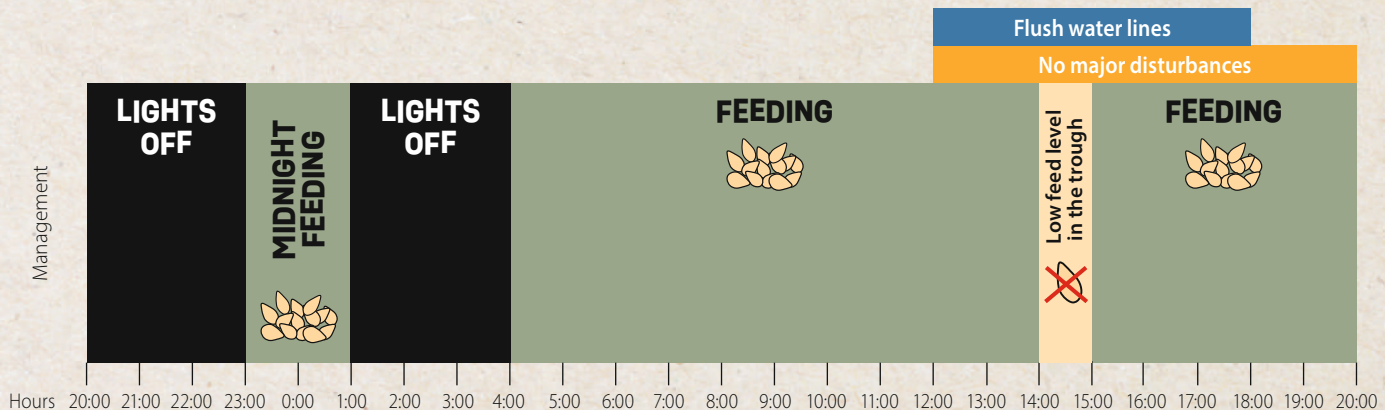 Flush water lines
No major disturbances
LIGHTS
OFF
MIDNIGHT
FEEDING
LIGHTS
OFF
FEEDING
Low feed level
in the trough
FEEDING
Management
Hours 20:00 21:00 22:00 23:00 0:00 1:00 2:00 3:00 4:00 5:00 6:00 7:00 8:00 9:00 10:00 11:00 12:00 13:00 14:00 15:00 16:00 17:00 18:00 19:00 20:00